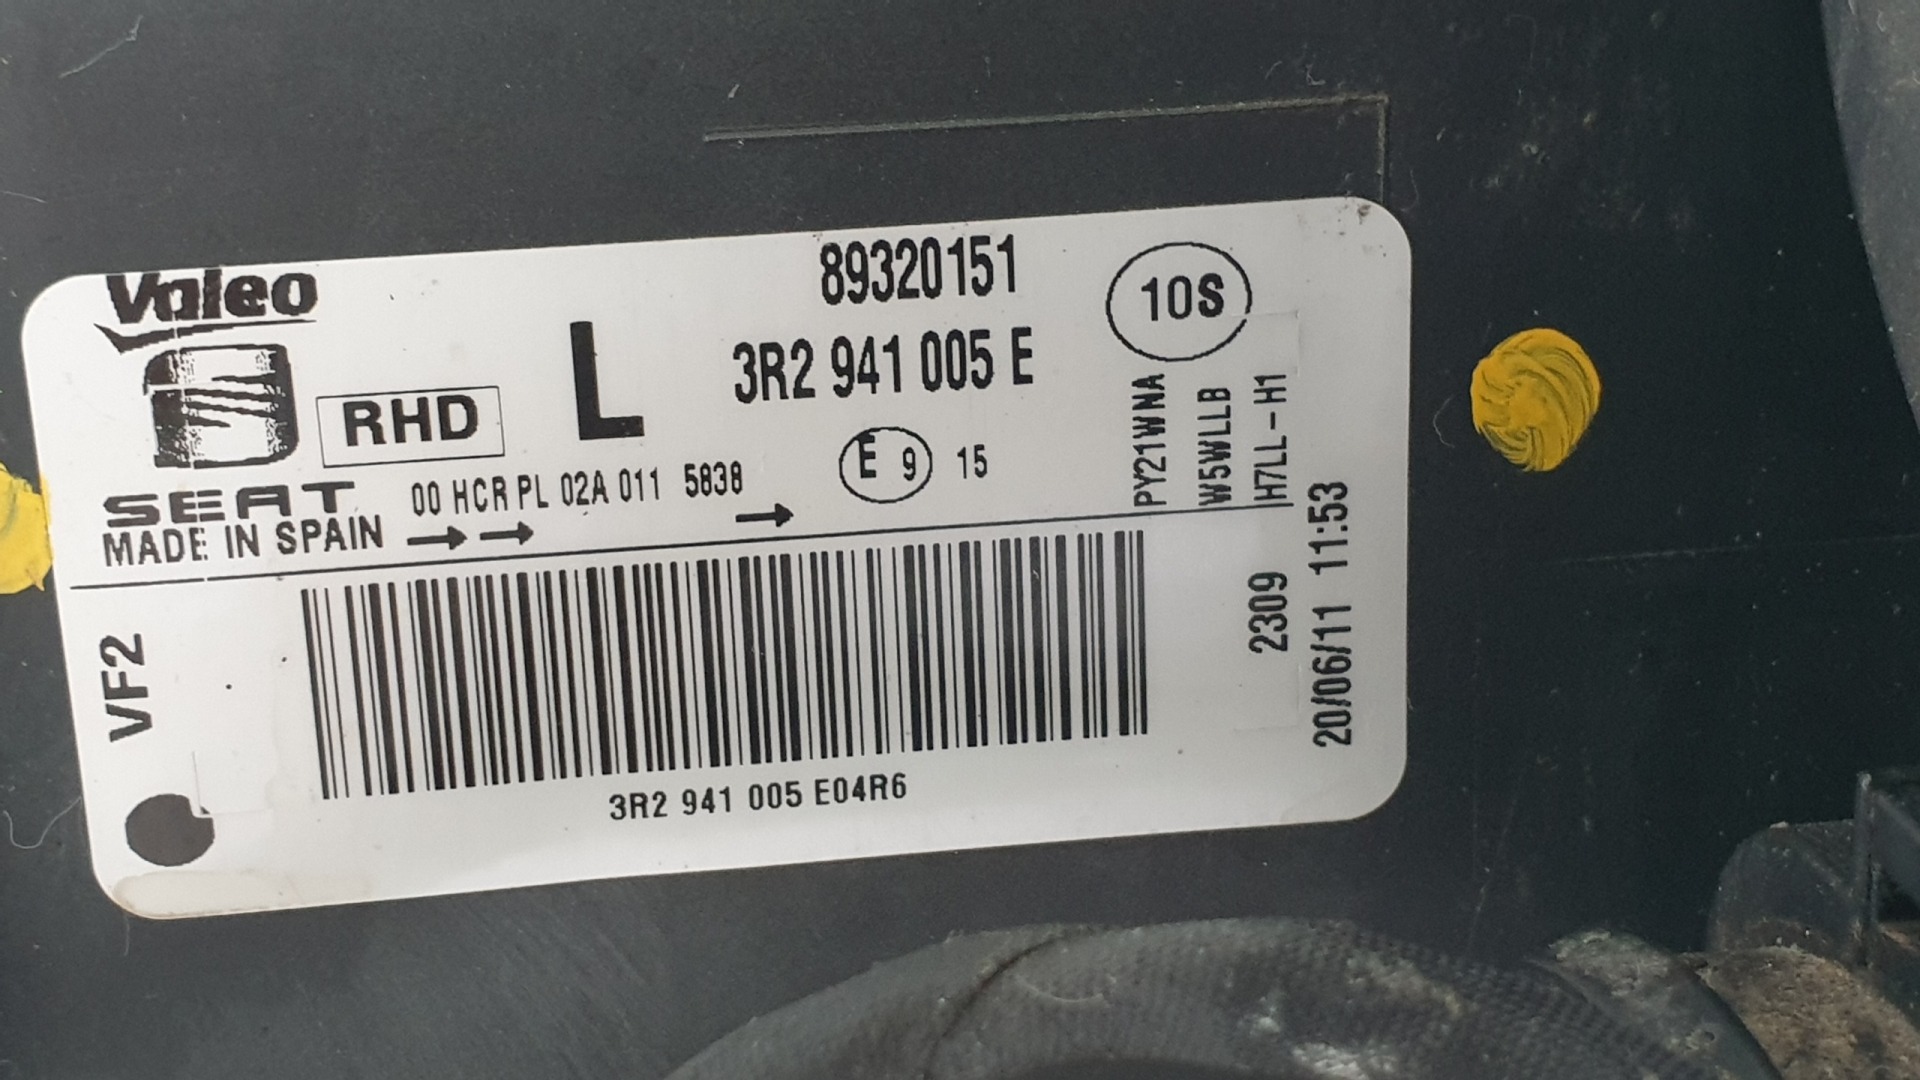 Valeo
89320151
10S
L
3R2 941 005 E
RHD
SEAT
00 HCR PL 02A 011 5838
E 9 15
MADE IN SPAIN
PY21WNA
W5WLLB
H7LL-H1
VF2
2309
20/06/11 11:53
3R2 941 005 E04R6